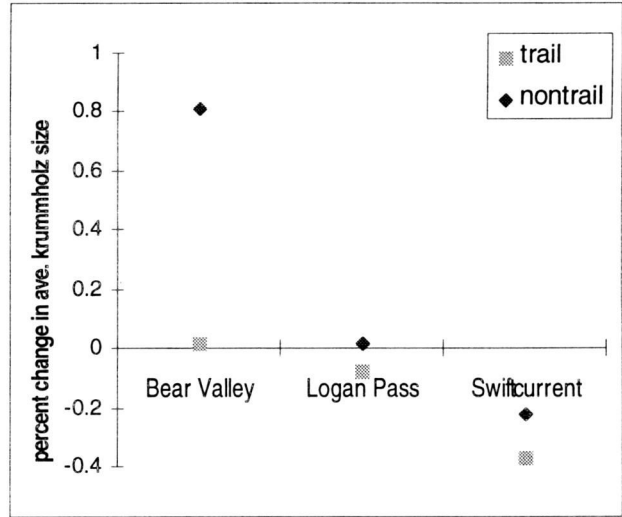 percent change in ave. krummholz size
1
0.8
0.6
0.4
0.2
0
-0.2
-0.4
trail
nontrail
Bear Valley
Logan Pass
Swiftcurrent